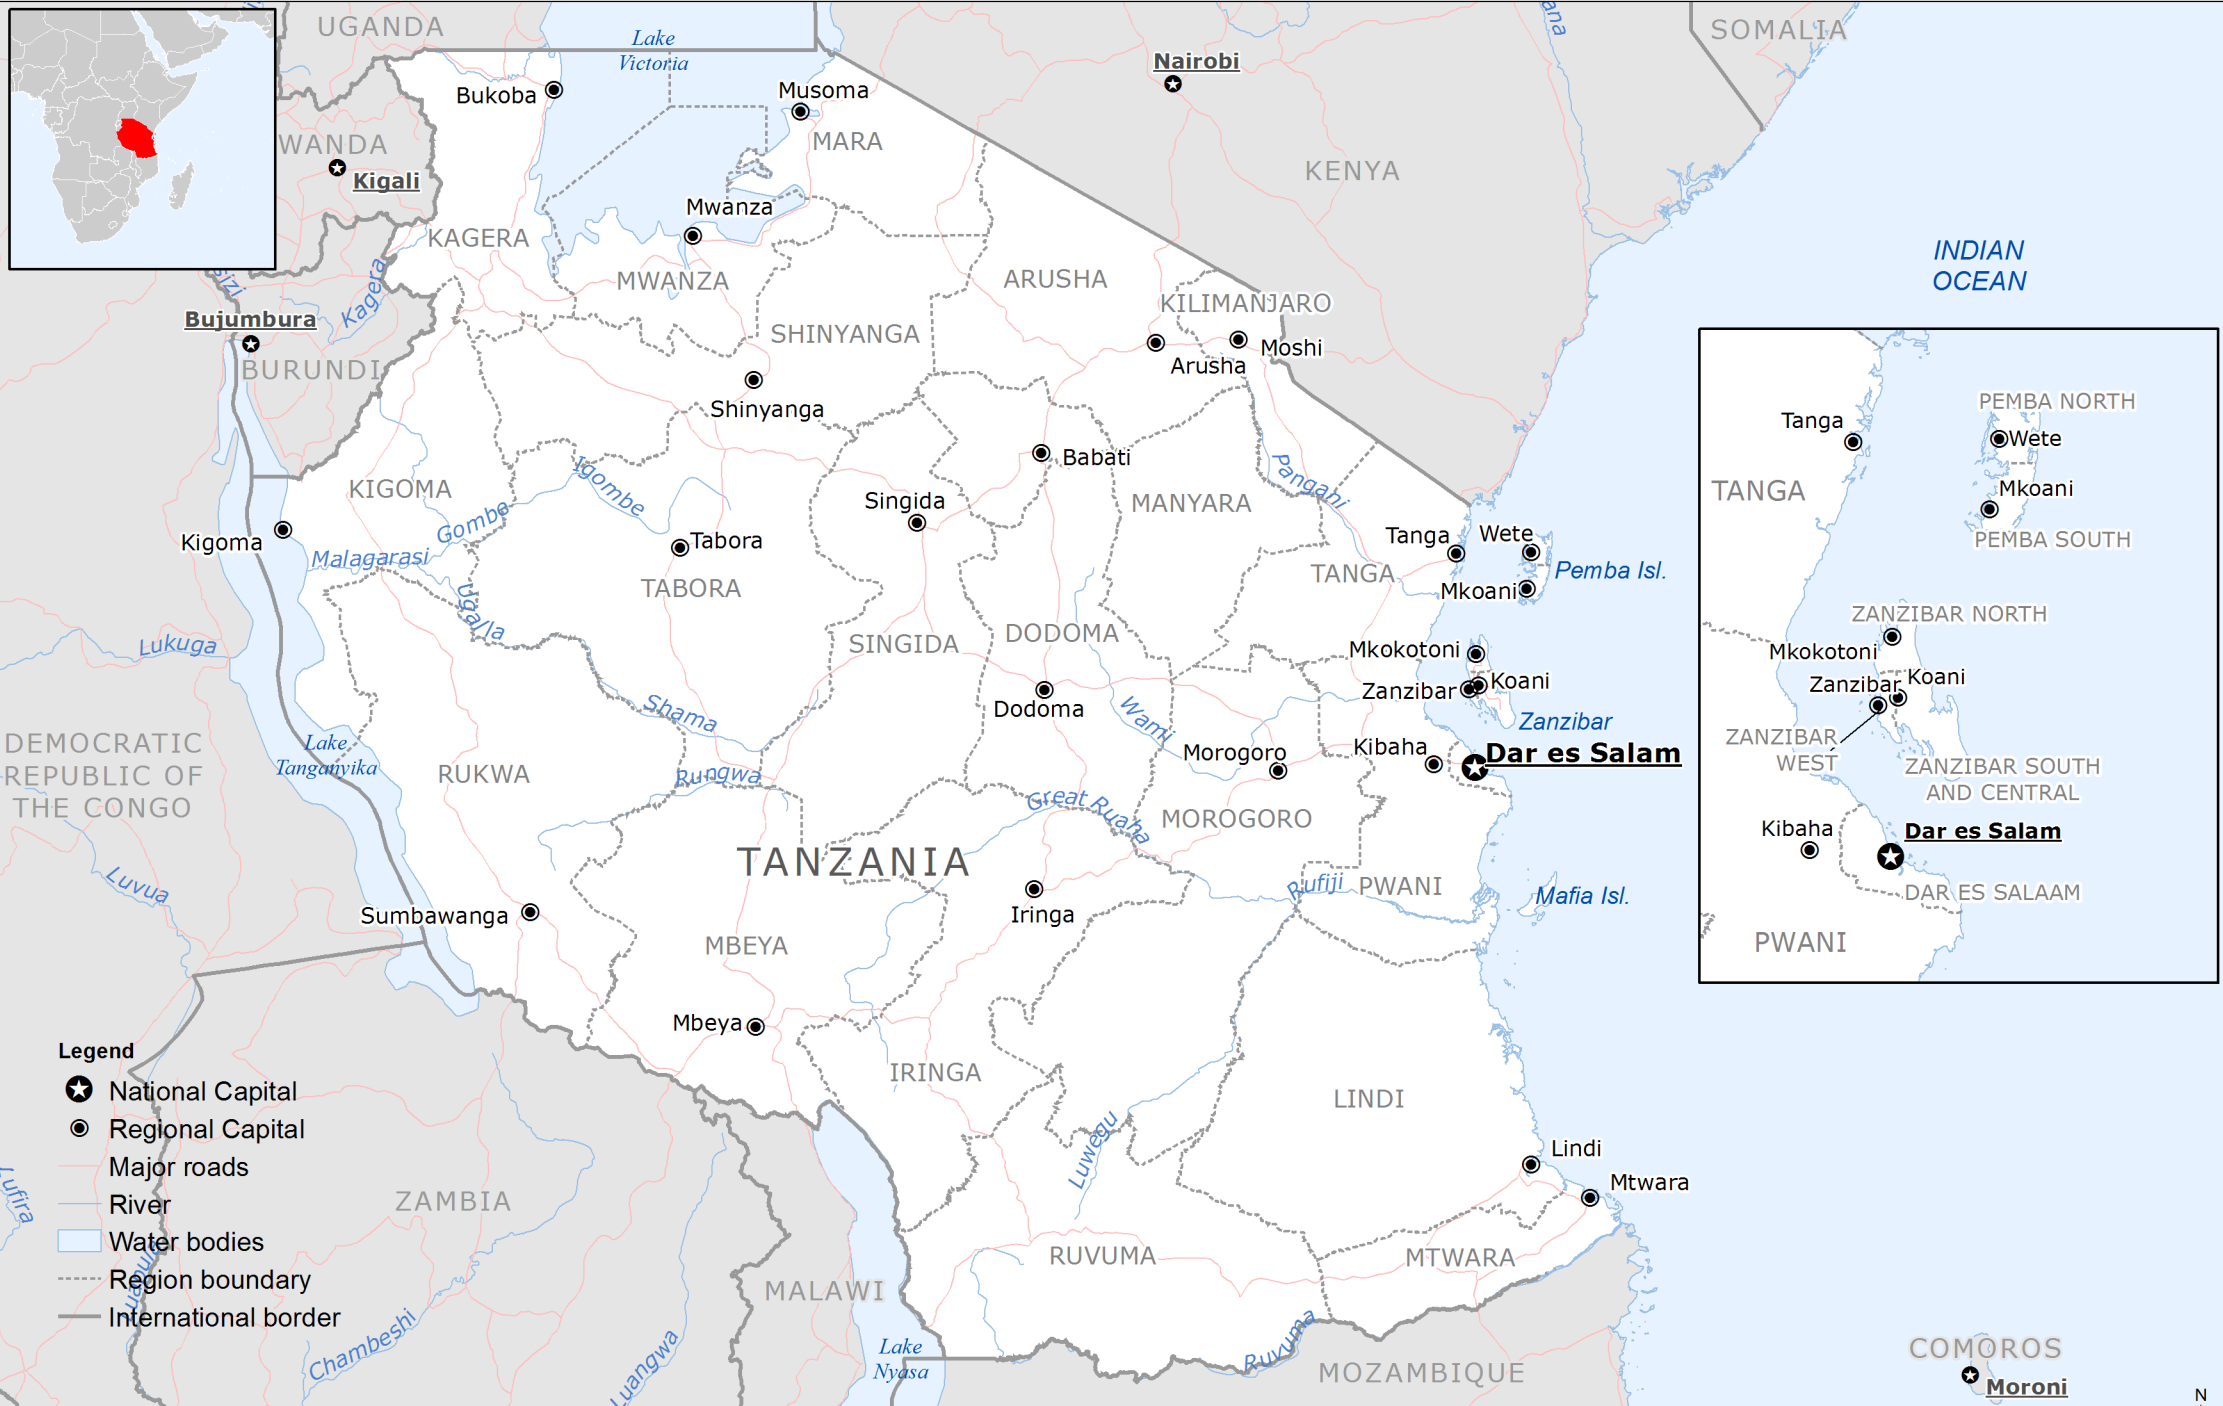 UGANDA
Lake
Victoria
SOMALIA
Nairobi
Bukoba
Musoma
MARA
WANDA
Kigali
KENYA
Mwanza
KAGERA
INDIAN
OCEAN
MWANZA
ARUSHA
Kagera
KILIMANJARO
Bujumbura
SHINYANGA
Moshi
Arusha
BURUNDI
Shinyanga
Babati
KIGOMA
Igombe
Pangani
Singida
MANYARA
Gombe
Kigoma
Malagarasi
Tabora
Tanga
Wete
Pemba Isl.
TANGA
TABORA
Mkoani
Ugalla
DODOMA
SINGIDA
Lukuga
Mkokotoni
Koani
Zanzibar
Dodoma
Shama
Wami
Zanzibar
DEMOCRATIC
REPUBLIC OF
THE CONGO
Lake
Tanganyika
RUKWA
Rungwa
Morogoro
Kibaha
Dar es Salam
Great Ruaha
MOROGORO
TANZANIA
Luvua
Rufiji
PWANI
Mafia Isl.
Sumbawanga
Iringa
MBEYA
Mbeya
IRINGA
LINDI
Luwegu
Lindi
Mtwara
ZAMBIA
RUVUMA
MTWARA
MALAWI
Lufira
Luapula
Chambeshi
Luangwa
Lake
Nyasa
Ruvuma
MOZAMBIQUE
COMOROS
Moroni
N
PEMBA NORTH
Tanga
Wete
TANGA
Mkoani
PEMBA SOUTH
ZANZIBAR NORTH
Mkokotoni
Koani
Zanzibar
ZANZIBAR
WEST
ZANZIBAR SOUTH
AND CENTRAL
Kibaha
Dar es Salam
DAR ES SALAAM
PWANI
Legend
National Capital
Regional Capital
Major roads
River
Water bodies
Region boundary
International border